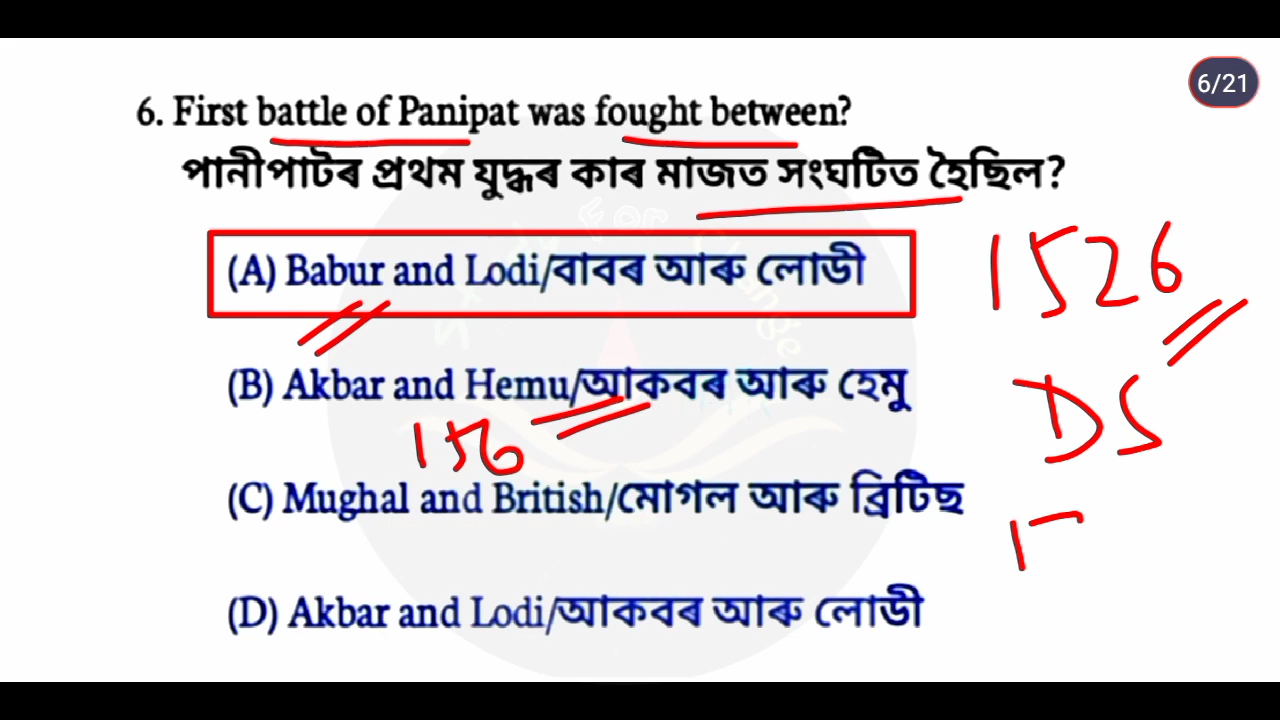 6/21
6. First battle of Panipat was fought between?
পানীপাটৰ প্ৰথম যুদ্ধৰ কাৰ মাজত সংঘটিত হৈছিল?
(A) Babur and Lodi/বাবৰ আৰু লোডী
1526
(B) Akbar and Hemu/আকবৰ আৰু হেমু
DS
156
(C) Mughal and British/মোগল আৰু ব্ৰিটিছ
(D) Akbar and Lodi/আকবৰ আৰু লোডী